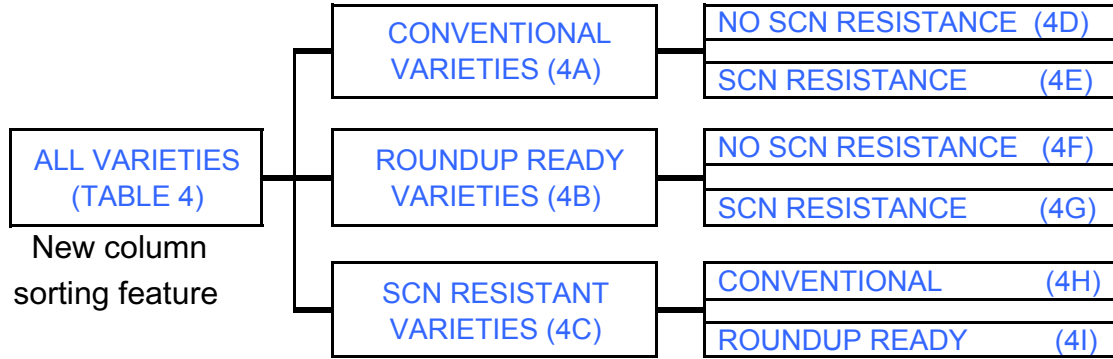 ALL VARIETIES
(TABLE 4)
New column
sorting feature
CONVENTIONAL
VARIETIES (4A)
NO SCN RESISTANCE (4D)
SCN RESISTANCE (4E)
ROUNDUP READY
VARIETIES (4B)
NO SCN RESISTANCE (4F)
SCN RESISTANCE (4G)
SCN RESISTANT
VARIETIES (4C)
CONVENTIONAL (4H)
ROUNDUP READY (4I)